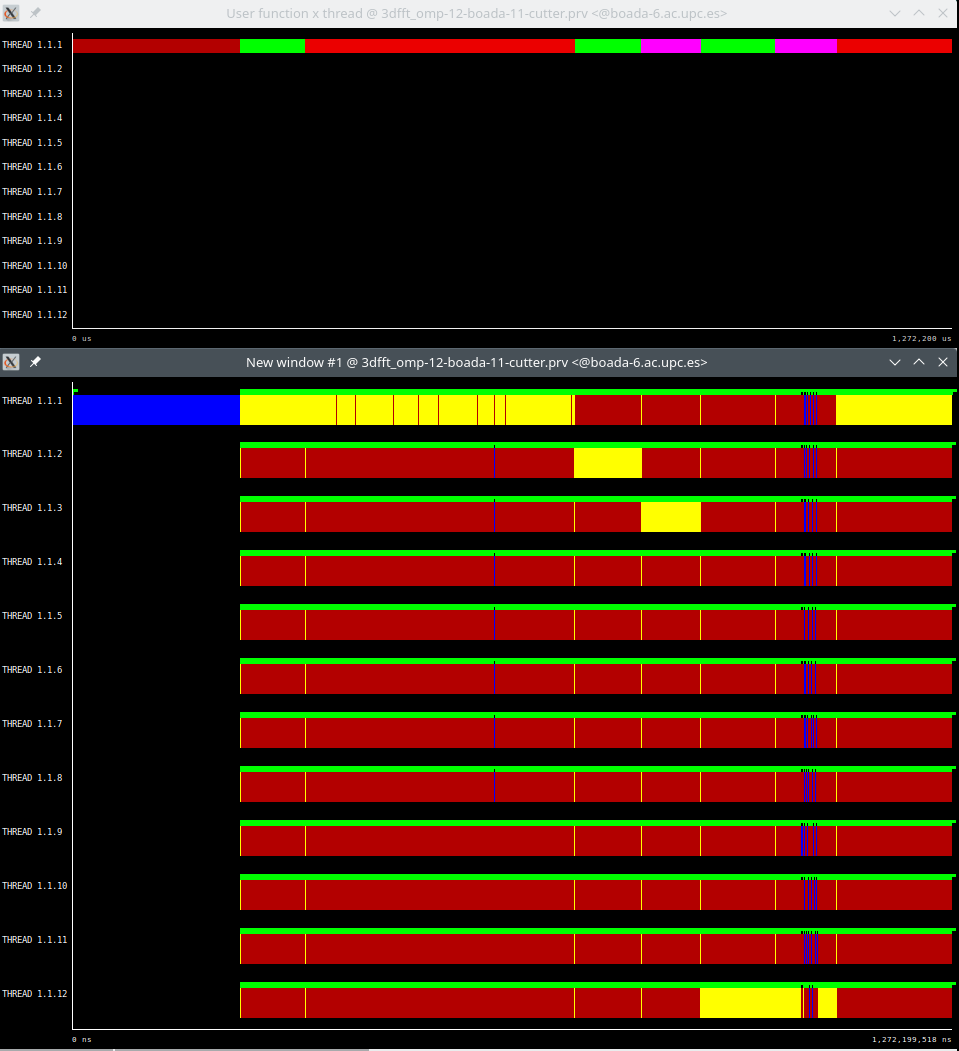 User function x thread @ 3dfft_omp-12-boada-11-cutter.prv <@boada-6.ac.upc.es>
THREAD 1.1.1
THREAD 1.1.2
THREAD 1.1.3
THREAD 1.1.4
THREAD 1.1.5
THREAD 1.1.6
THREAD 1.1.7
THREAD 1.1.8
THREAD 1.1.9
THREAD 1.1.10
THREAD 1.1.11
THREAD 1.1.12
0 us 1,272,200 us
New window #1 @ 3dfft_omp-12-boada-11-cutter.prv <@boada-6.ac.upc.es>
THREAD 1.1.1
THREAD 1.1.2
THREAD 1.1.3
THREAD 1.1.4
THREAD 1.1.5
THREAD 1.1.6
THREAD 1.1.7
THREAD 1.1.8
THREAD 1.1.9
THREAD 1.1.10
THREAD 1.1.11
THREAD 1.1.12
0 ns 1,272,199,518 ns